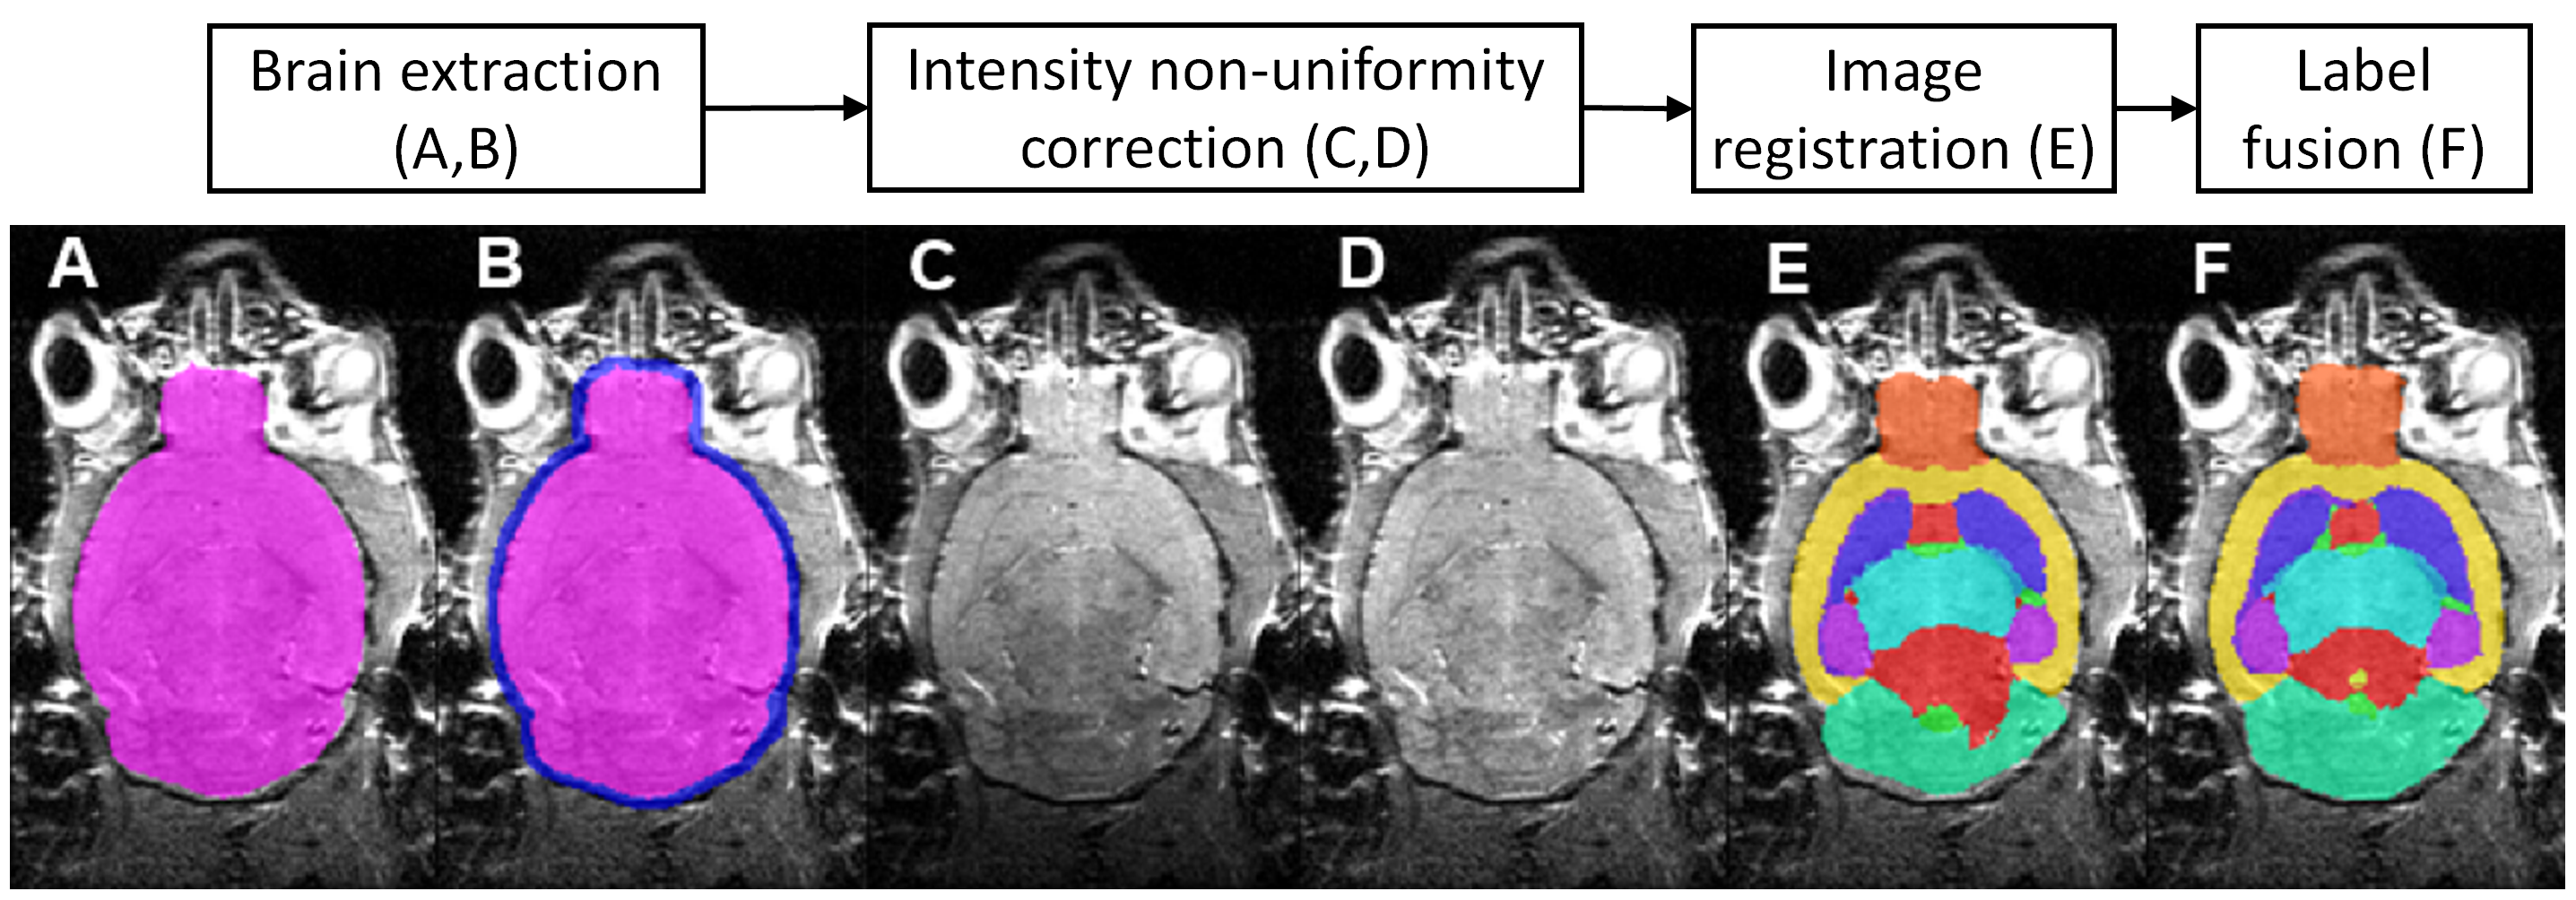 Brain extraction
(A,B)
Intensity non-uniformity
correction (C,D)
Image
registration (E)
Label
fusion (F)
A
B
C
D
E
F